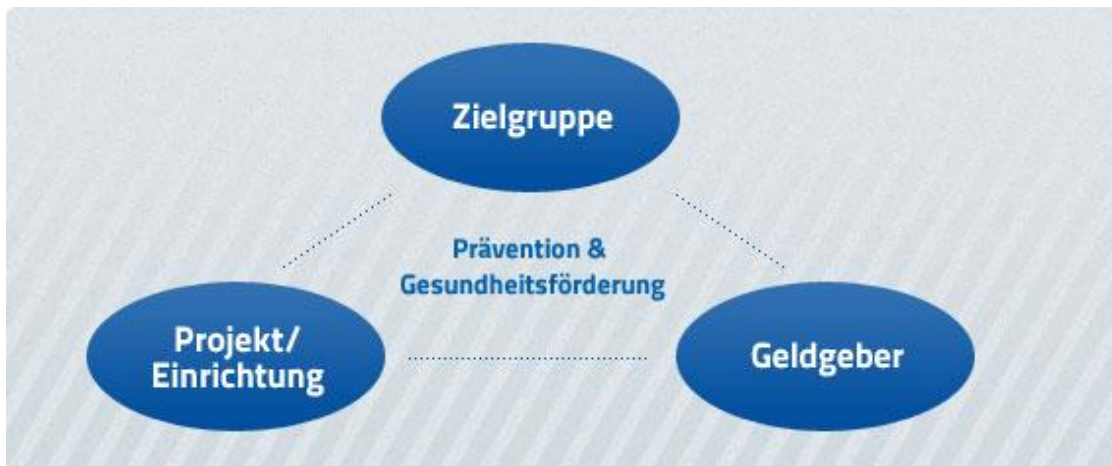 Zielgruppe
Prävention &
Gesundheitsförderung
Projekt/
Einrichtung
Geldgeber